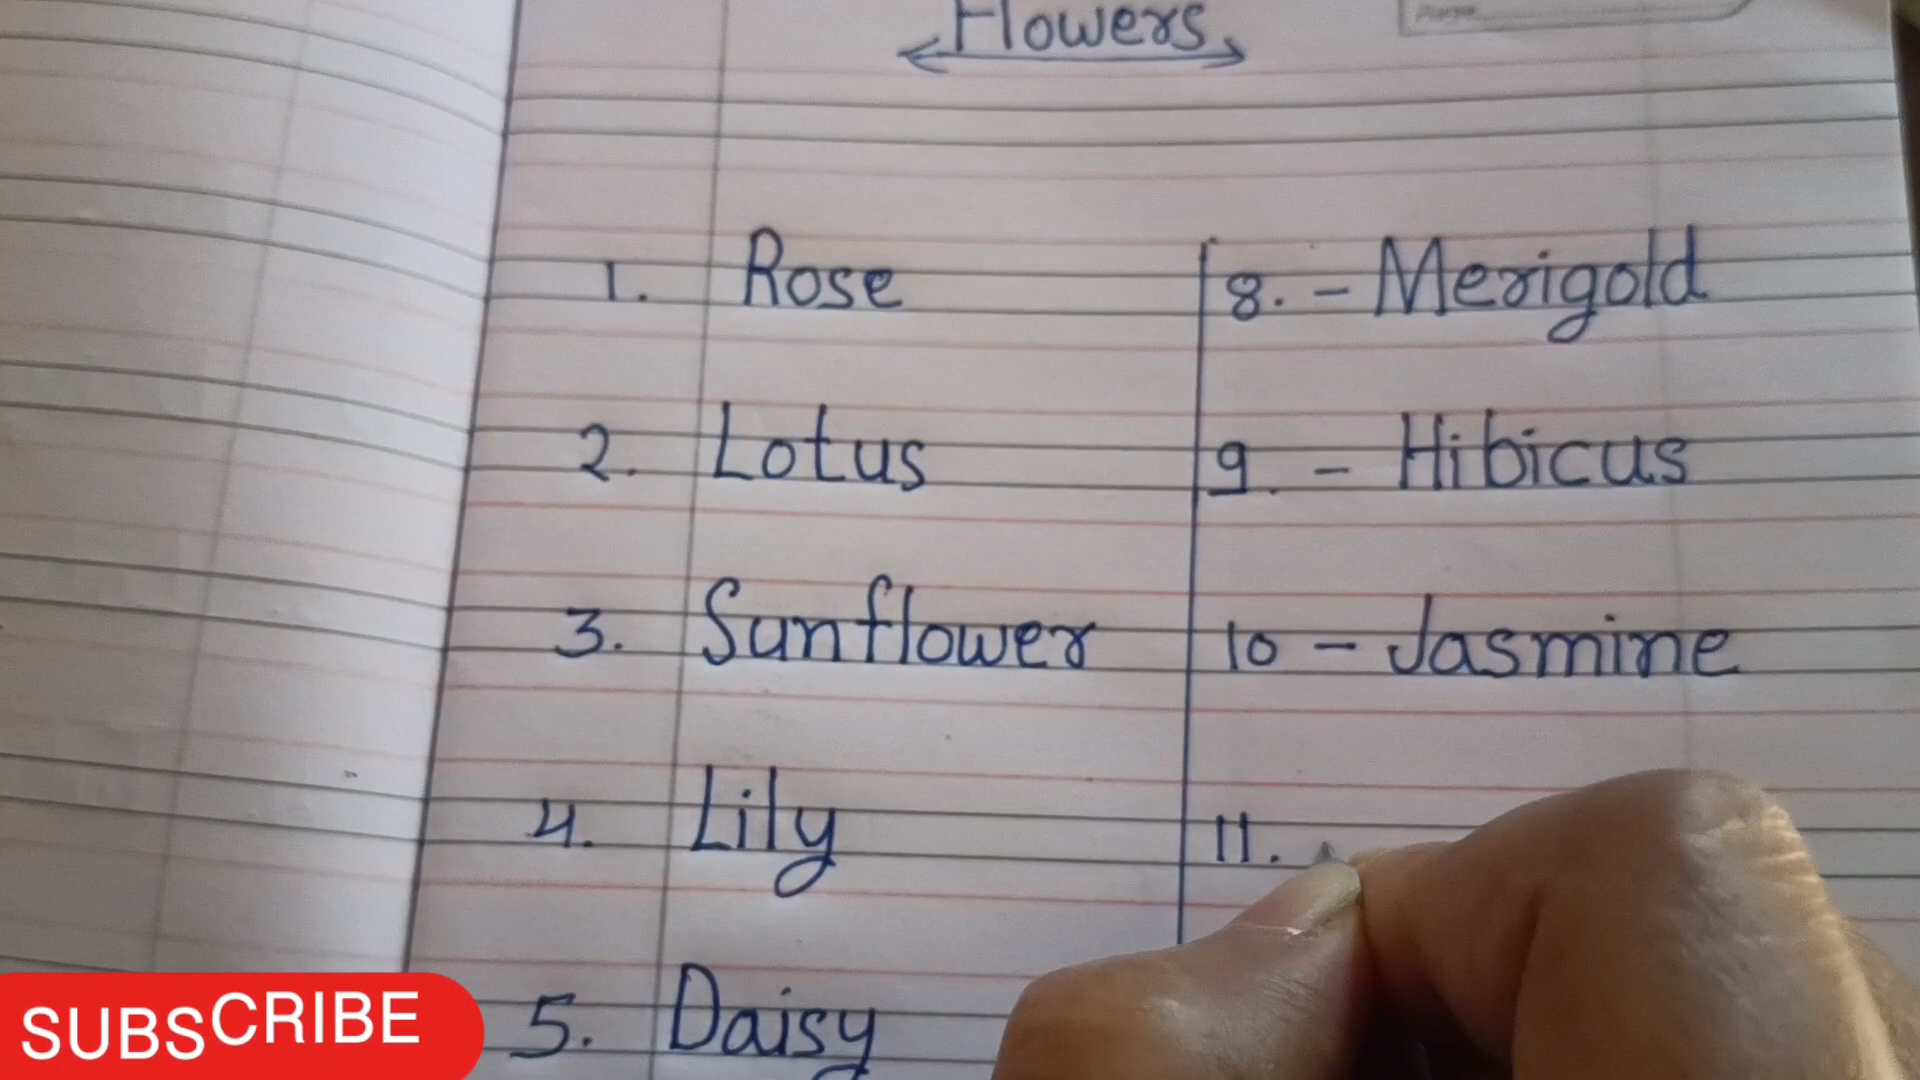 Flowers
1. Rose
2. Lotus
3. Sunflower
4. Lily
5. Daisy
8. - Merigold
9. - Hibicus
10 - Jasmine
11.
SUBSCRIBE